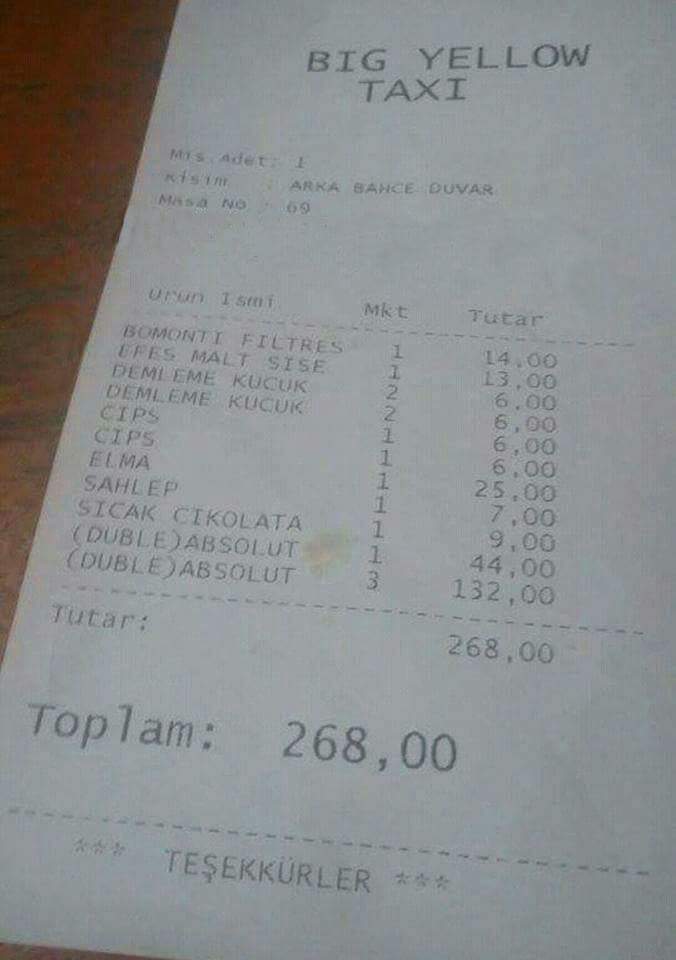 BIG YELLOW
TAXI
Mis.Adet: 1
Kisim : ARKA BAHCE DUVAR
Masa No : 69
Urun Ismi Mkt Tutar
BOMONTI FILTRES 1 14,00
EFES MALT SISE 1 13,00
DEMLEME KUCUK 2 6,00
DEMLEME KUCUK 2 6,00
CIPS 1 6,00
CIPS 1 6,00
ELMA 1 25,00
SAHLEP 1 7,00
SICAK CIKOLATA 1 9,00
(DUBLE)ABSOLUT 1 44,00
(DUBLE)ABSOLUT 3 132,00
Tutar: 268,00
Toplam: 268,00
*** TEŞEKKÜRLER ***